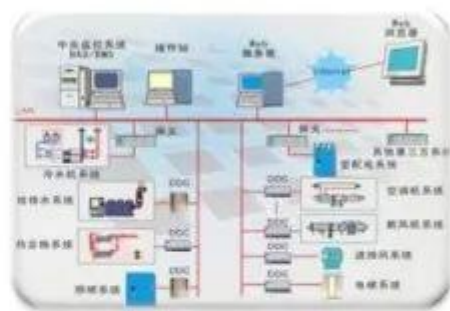 中央监控系统
BAS/BMS
操作站
Web
服务器
Web
浏览器
Internet
LAN
网关
网关
冷水机系统
变配电系统
其他第三方系统
DDC
给排水系统
DDC
空调机系统
DDC
热交换系统
DDC
新风机系统
DDC
送排风系统
DDC
照明系统
DDC
电梯系统